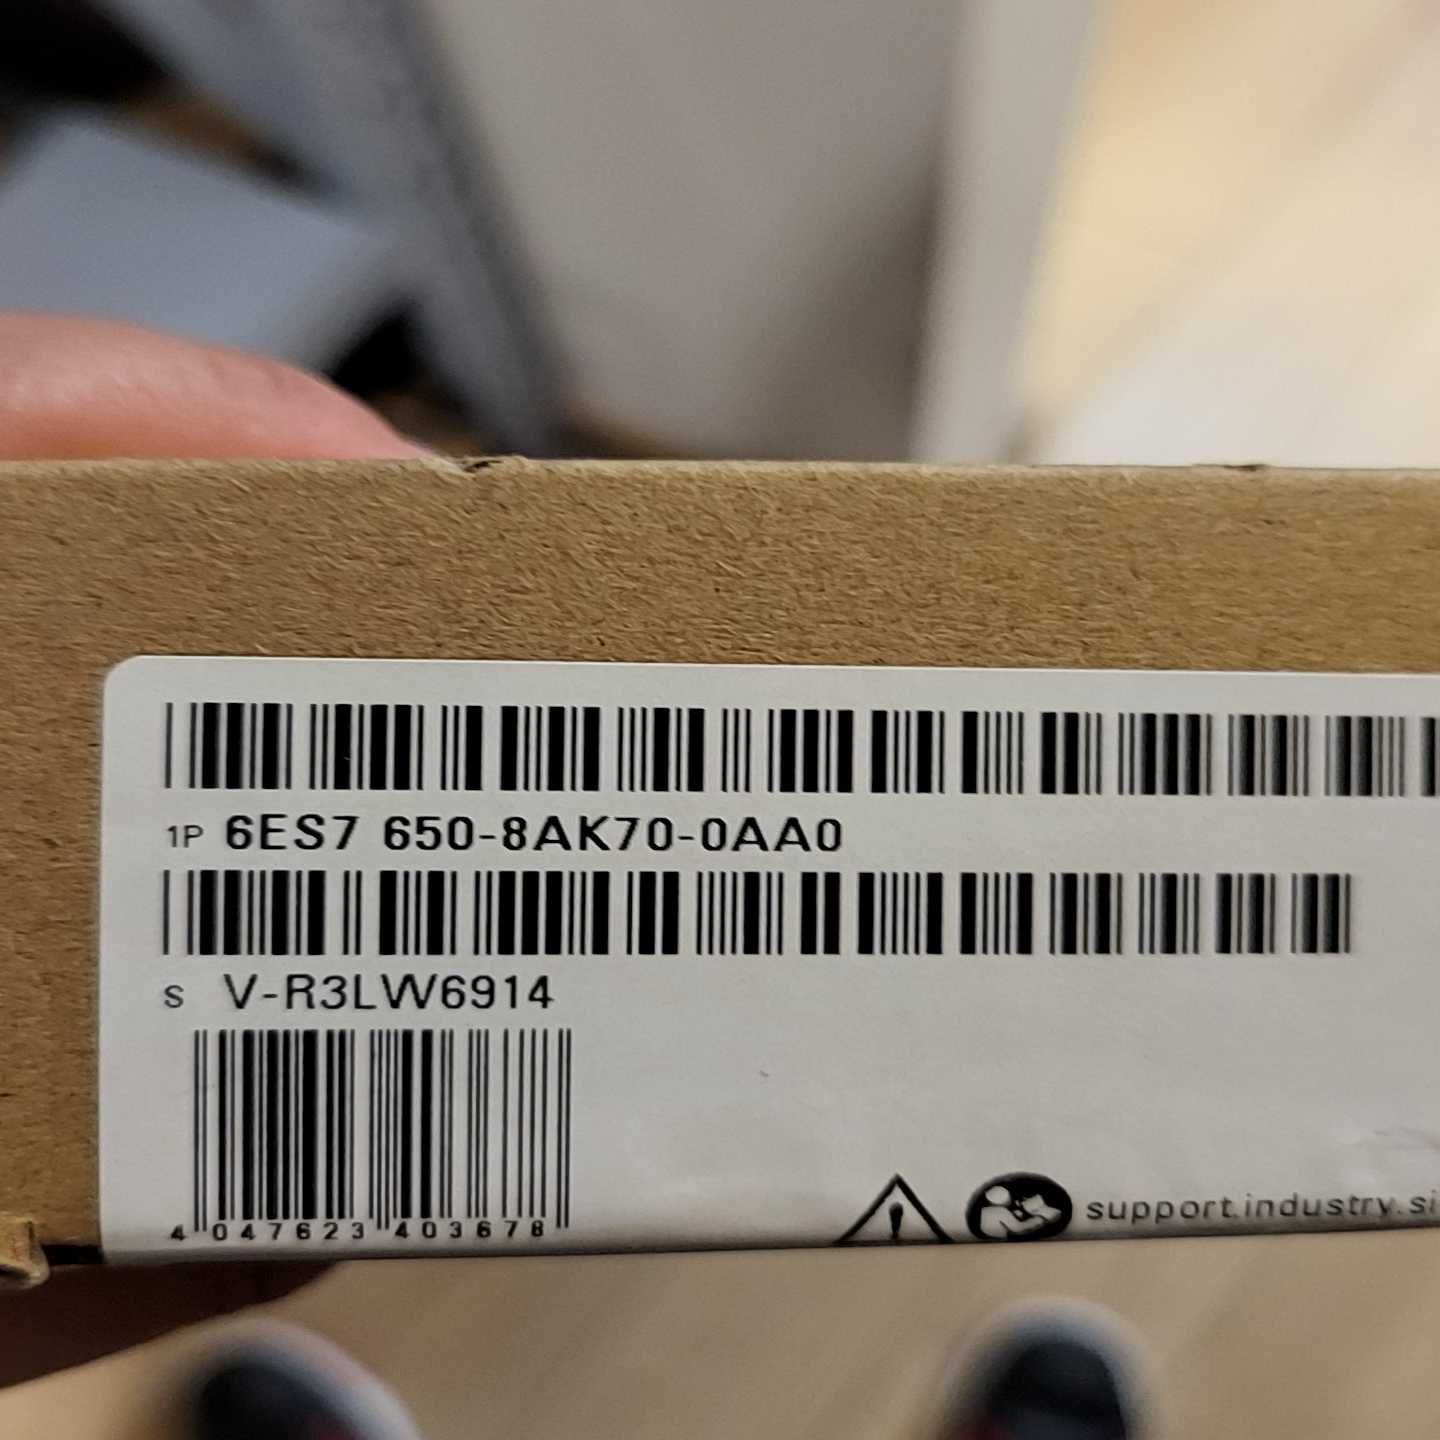 1P 6ES7 650-8AK70-0AA0
S V-R3LW6914
4 047623 403678
support.industry.si